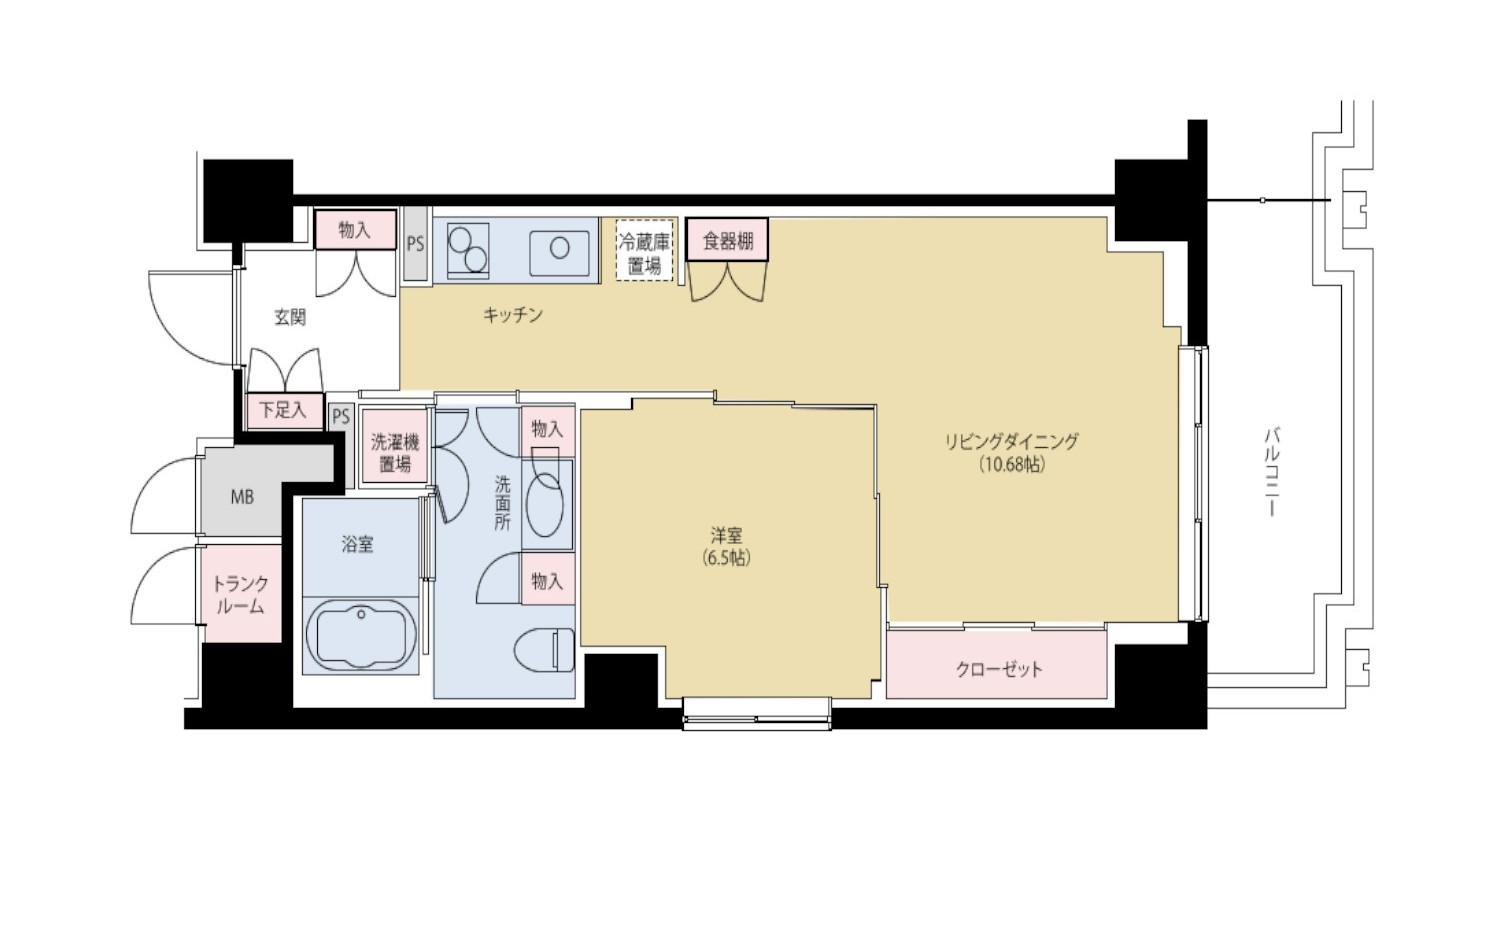 物入
PS
冷蔵庫
置場
食器棚
玄関
キッチン
下足入
PS
洗濯機
置場
物入
洗面所
MB
浴室
物入
トランク
ルーム
洋室
(6.5帖)
リビングダイニング
(10.68帖)
クローゼット
バルコニー